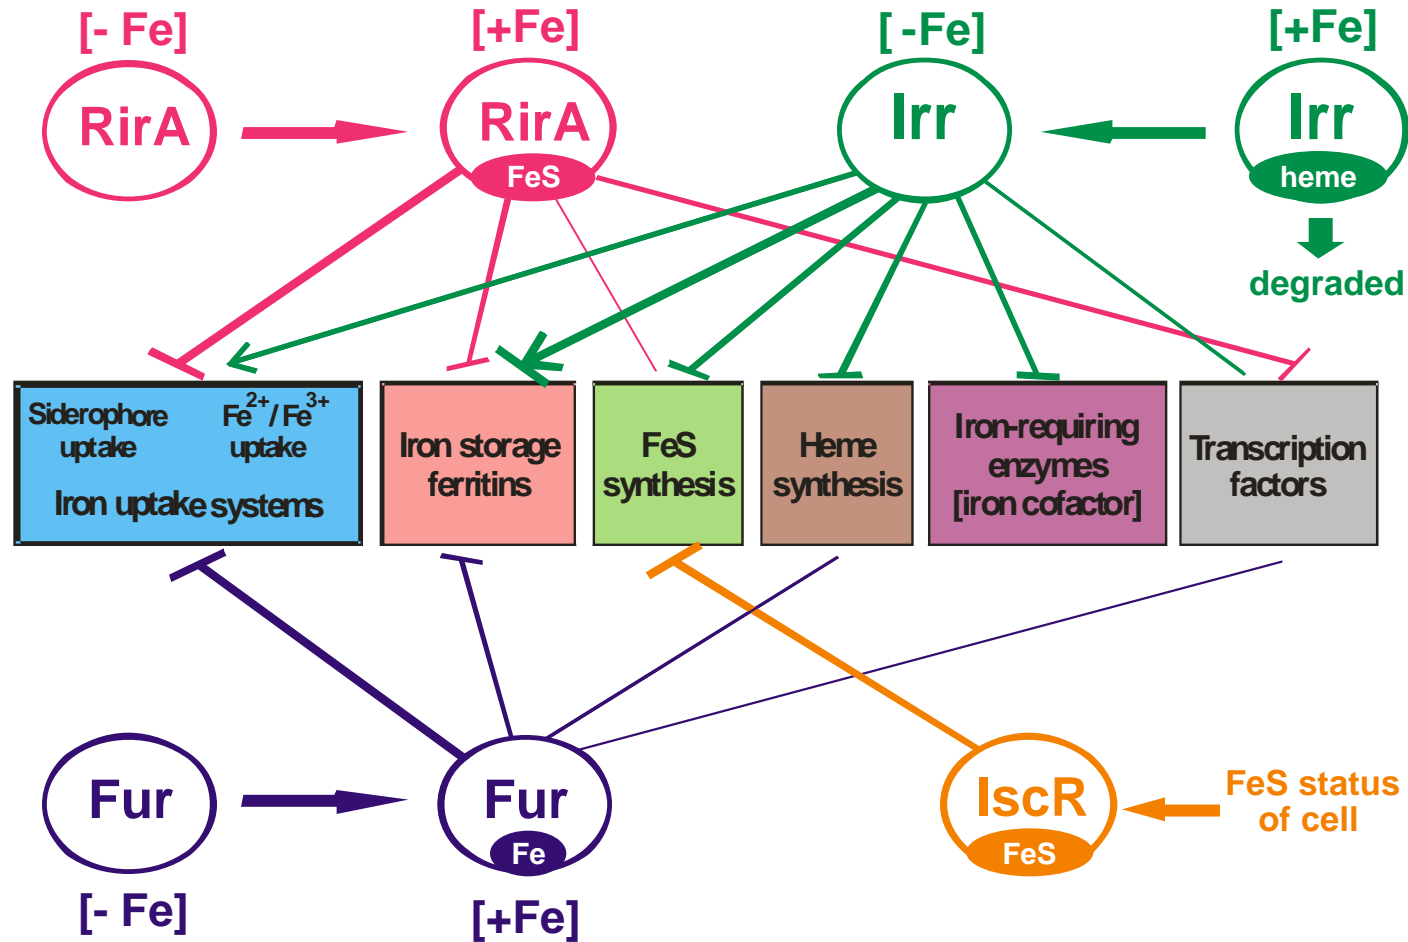 [- Fe]
[+Fe]
[ -Fe]
[+Fe]
RirA
RirA
FeS
Irr
Irr
heme
degraded
Siderophore
uptake
Fe2+/ Fe3+
uptake
Iron uptake systems
Iron storage
ferritins
FeS
synthesis
Heme
synthesis
Iron-requiring
enzymes
[iron cofactor]
Transcription
factors
Fur
Fur
Fe
IscR
FeS
FeS status
of cell
[- Fe]
[+Fe]